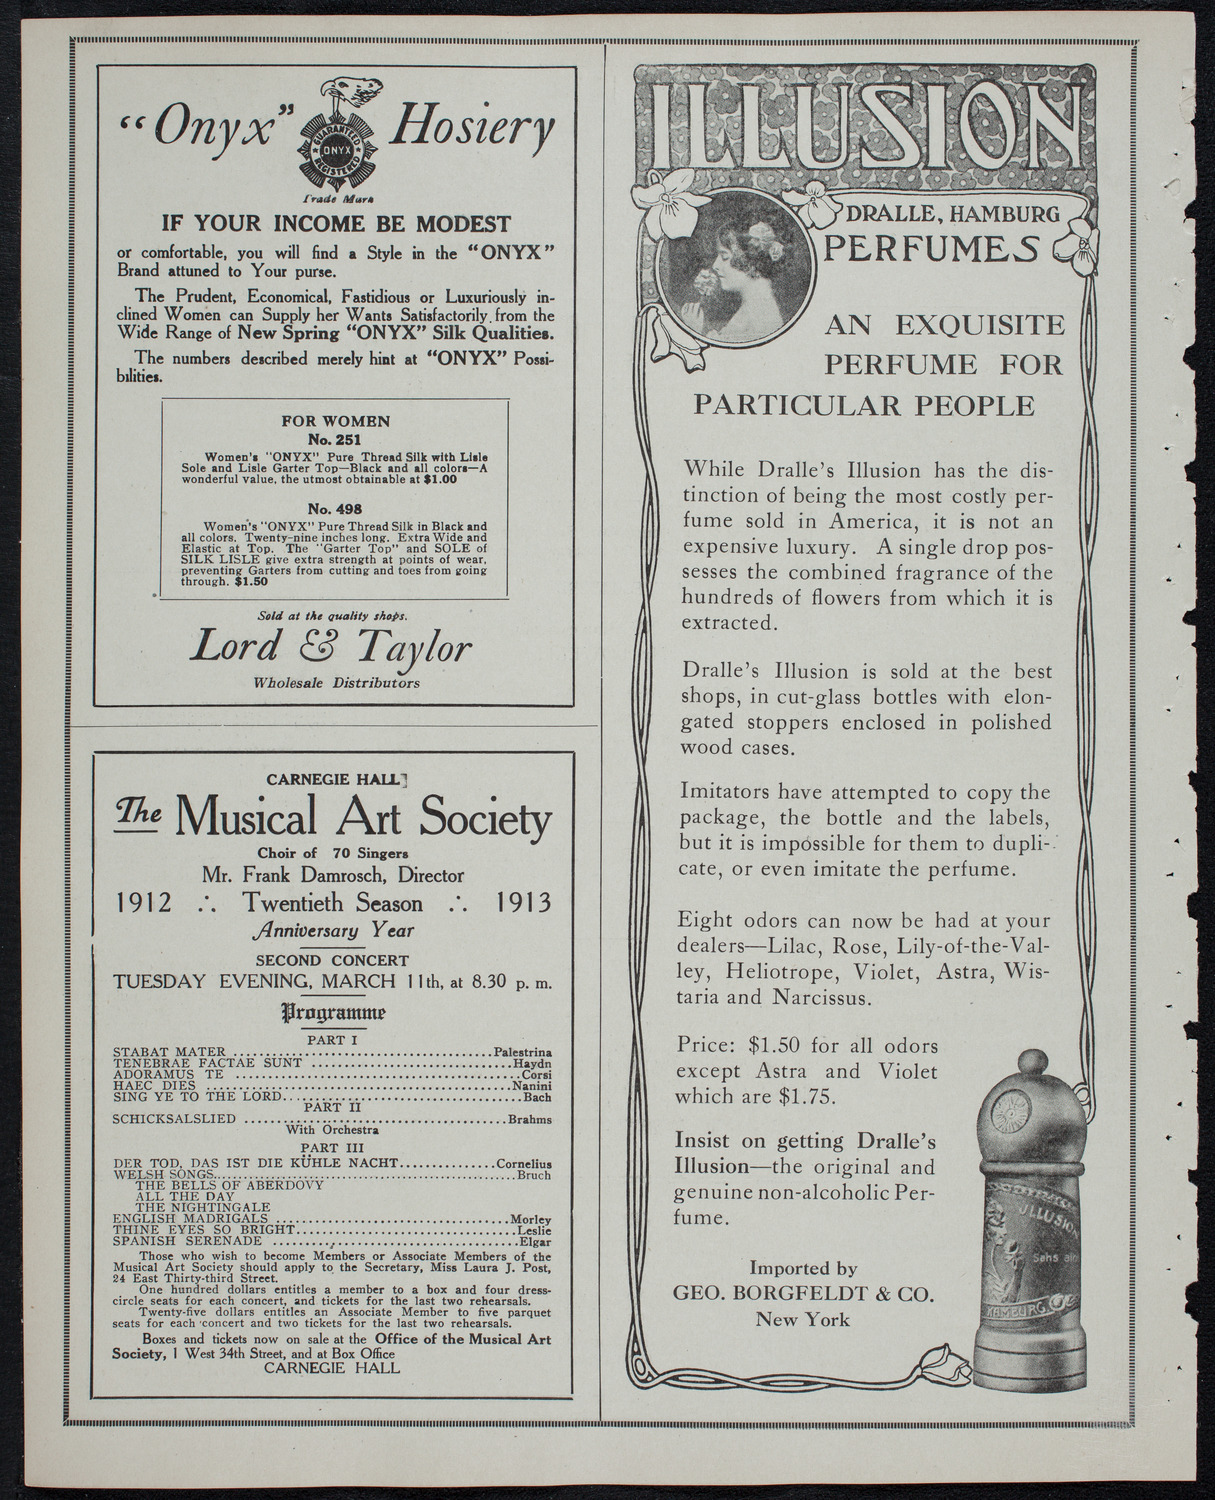 "Onyx" Hosiery
GUARANTEED
ONYX
REGISTERED
Trade Mark
IF YOUR INCOME BE MODEST
or comfortable, you will find a Style in the "ONYX"
Brand attuned to Your purse.
The Prudent, Economical, Fastidious or Luxuriously in-
clined Women can Supply her Wants Satisfactorily from the
Wide Range of New Spring "ONYX" Silk Qualities.
The numbers described merely hint at "ONYX" Possi-
bilities.
FOR WOMEN
No. 251
Women's "ONYX" Pure Thread Silk with Lisle
Sole and Lisle Garter Top—Black and all colors—A
wonderful value, the utmost obtainable at $1.00
No. 498
Women's "ONYX" Pure Thread Silk in Black and
all colors. Twenty-nine inches long. Extra Wide and
Elastic at Top. The "Garter Top" and SOLE of
SILK LISLE give extra strength at points of wear,
preventing Garters from cutting and toes from going
through. $1.50
Sold at the quality shops.
Lord & Taylor
Wholesale Distributors
CARNEGIE HALL
The Musical Art Society
Choir of 70 Singers
Mr. Frank Damrosch, Director
1912 ∴ Twentieth Season ∴ 1913
Anniversary Year
SECOND CONCERT
TUESDAY EVENING, MARCH 11th, at 8.30 p. m.
Programme
PART I
STABAT MATER ........................................Palestrina
TENEBRAE FACTAE SUNT ................................Haydn
ADORAMUS TE ........................................Corsi
HAEC DIES ........................................Nanini
SING YE TO THE LORD....................................Bach
PART II
SCHICKSALSLIED ......................................Brahms
With Orchestra
PART III
DER TOD, DAS IST DIE KÜHLE NACHT..............Cornelius
WELSH SONGS..............................................Bruch
THE BELLS OF ABERDOVY
ALL THE DAY
THE NIGHTINGALE
ENGLISH MADRIGALS ....................................Morley
THINE EYES SO BRIGHT..................................Leslie
SPANISH SERENADE ......................................Elgar
Those who wish to become Members or Associate Members of the
Musical Art Society should apply to the Secretary, Miss Laura J. Post,
24 East Thirty-third Street.
One hundred dollars entitles a member to a box and four dress-
circle seats for each concert, and tickets for the last two rehearsals.
Twenty-five dollars entitles an Associate Member to five parquet
seats for each concert and two tickets for the last two rehearsals.
Boxes and tickets now on sale at the Office of the Musical Art
Society, 1 West 34th Street, and at Box Office
CARNEGIE HALL
ILLUSION
DRALLE, HAMBURG
PERFUMES
AN EXQUISITE
PERFUME FOR
PARTICULAR PEOPLE
While Dralle's Illusion has the dis-
tinction of being the most costly per-
fume sold in America, it is not an
expensive luxury. A single drop pos-
sesses the combined fragrance of the
hundreds of flowers from which it is
extracted.
Dralle's Illusion is sold at the best
shops, in cut-glass bottles with elon-
gated stoppers enclosed in polished
wood cases.
Imitators have attempted to copy the
package, the bottle and the labels,
but it is impossible for them to dupli-
cate, or even imitate the perfume.
Eight odors can now be had at your
dealers—Lilac, Rose, Lily-of-the-Val-
ley, Heliotrope, Violet, Astra, Wis-
taria and Narcissus.
Price: $1.50 for all odors
except Astra and Violet
which are $1.75.
Insist on getting Dralle's
Illusion—the original and
genuine non-alcoholic Per-
fume.
Imported by
GEO. BORGFELDT & CO.
New York
ILLUSION
HAMBURG